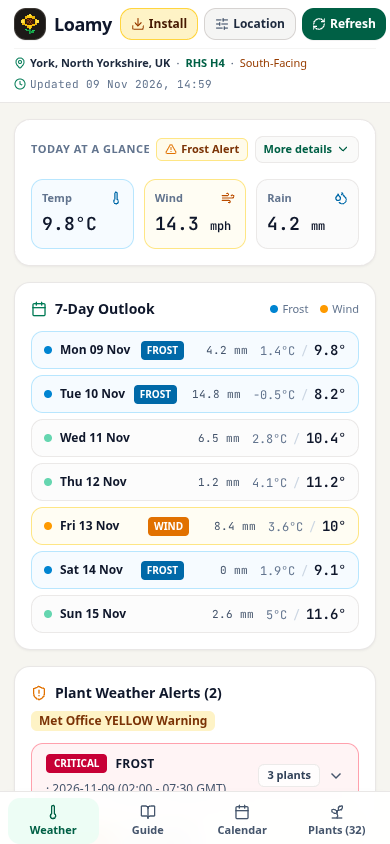 Loamy Install Location Refresh
York, North Yorkshire, UK · RHS H4 · South-Facing
Updated 09 Nov 2026, 14:59
TODAY AT A GLANCE Frost Alert More details
Temp Wind Rain
9.8°C 14.3 mph 4.2 mm
7-Day Outlook Frost Wind
Mon 09 Nov FROST 4.2 mm 1.4°C / 9.8°
Tue 10 Nov FROST 14.8 mm -0.5°C / 8.2°
Wed 11 Nov 6.5 mm 2.8°C / 10.4°
Thu 12 Nov 1.2 mm 4.1°C / 11.2°
Fri 13 Nov WIND 8.4 mm 3.6°C / 10°
Sat 14 Nov FROST 0 mm 1.9°C / 9.1°
Sun 15 Nov 2.6 mm 5°C / 11.6°
Plant Weather Alerts (2)
Met Office YELLOW Warning
CRITICAL FROST 3 plants
· 2026-11-09 (02:00 - 07:30 GMT)
Weather Guide Calendar Plants (32)